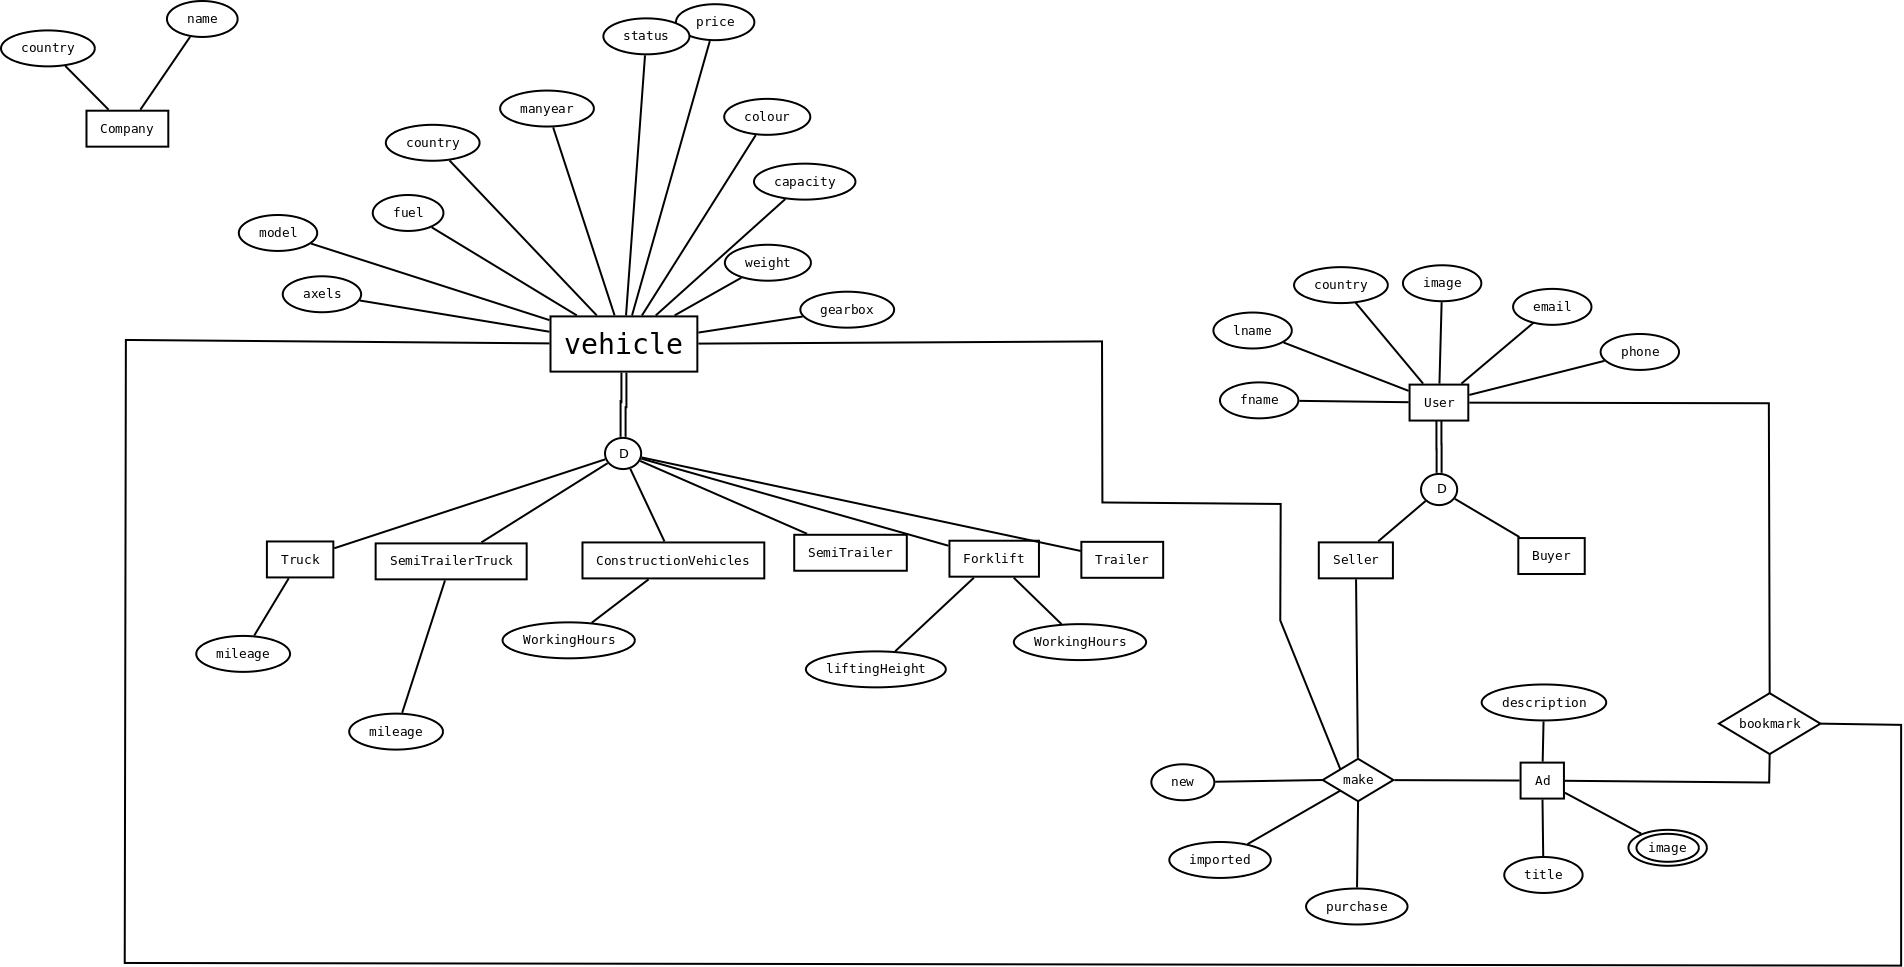 name
country
Company
price
status
manyear
colour
country
capacity
fuel
model
weight
axels
gearbox
vehicle
country
image
email
lname
phone
fname
User
D
D
Truck
SemiTrailerTruck
ConstructionVehicles
SemiTrailer
Forklift
Trailer
Seller
Buyer
mileage
WorkingHours
liftingHeight
WorkingHours
mileage
description
bookmark
new
make
Ad
imported
image
title
purchase